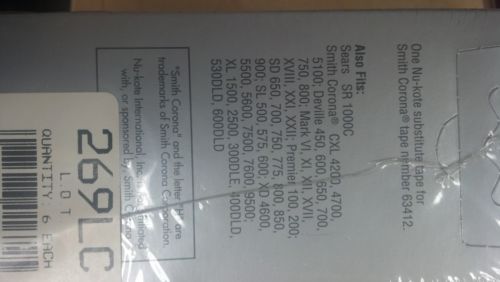 One Nu-kote substitute tape for
Smith Corona® tape number 63412.
Also Fits:
Sears SR 1000C
Smith Corona® CXL 4200, 4700,
5100; Deville 450, 600, 650, 700,
750, 800; Mark VI, XI, XII, XVII,
XVIII, XXI, XXII; Premier 100, 200;
SD 650, 700, 750, 775, 800, 850,
900; SL 500, 575, 600; XD 4600,
5500, 5600, 7500, 7600, 8500;
XL 1500, 2500, 300DLE, 400DLD,
530DLD, 600DLD
"Smith Corona" and the letter "H" are
trademarks of Smith Corona Corporation.
Nu-kote International, Inc. is not affiliated
with, or sponsored by, Smith Corona
269LC
LOT
QUANTITY: 6 EACH